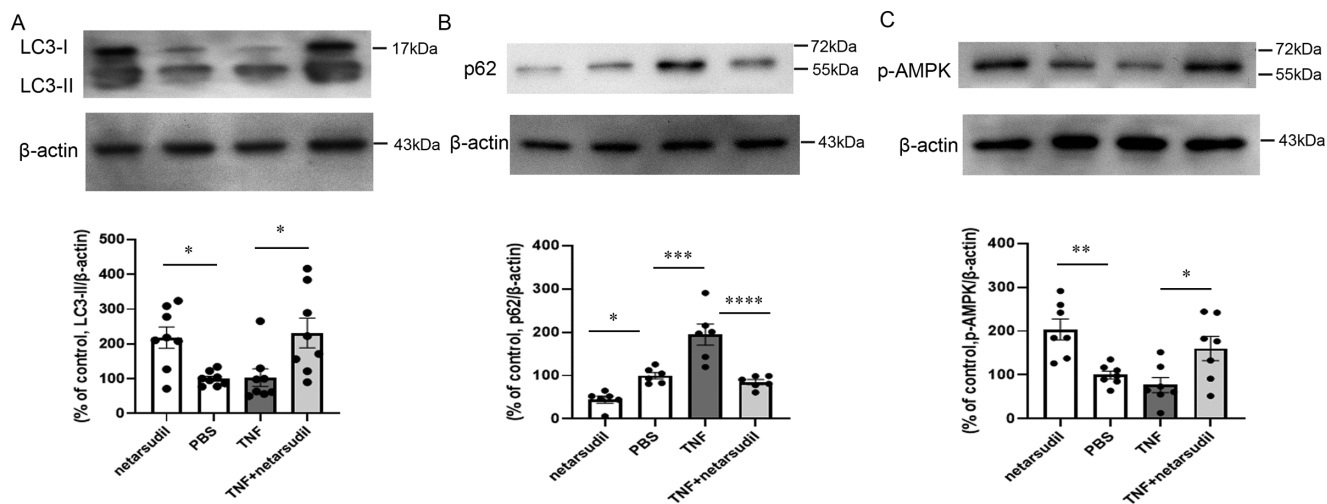 A
LC3-I
17kDa
LC3-II
β-actin
43kDa
(% of control, LC3-II/β-actin)
500
400
300
200
100
0
*
*
netarsudil
PBS
TNF
TNF+netarsudil
B
72kDa
p62
55kDa
β-actin
43kDa
(% of control, p62/β-actin)
400
300
200
100
0
*
***
****
netarsudil
PBS
TNF
TNF+netarsudil
C
72kDa
p-AMPK
55kDa
β-actin
43kDa
(% of control,p-AMPK/β-actin)
400
300
200
100
0
**
*
netarsudil
PBS
TNF
TNF+netarsudil